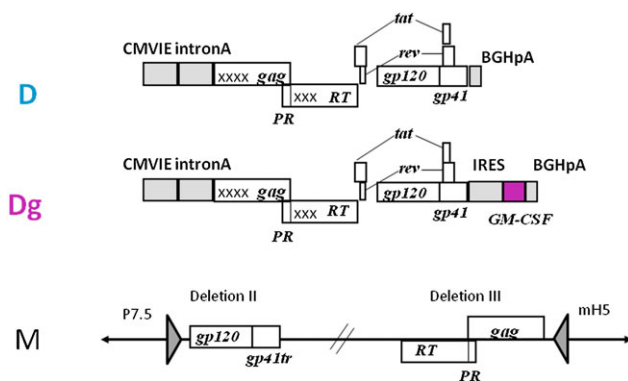 tat
CMVIE intronA
rev
BGHpA
D
xxxx gag
gp120
xxx RT
gp41
PR
tat
CMVIE intronA
rev
IRES
BGHpA
Dg
xxxx gag
gp120
xxx RT
gp41
GM-CSF
PR
Deletion II
Deletion III
P7.5
mH5
M
gp120
gag
gp41tr
RT
PR